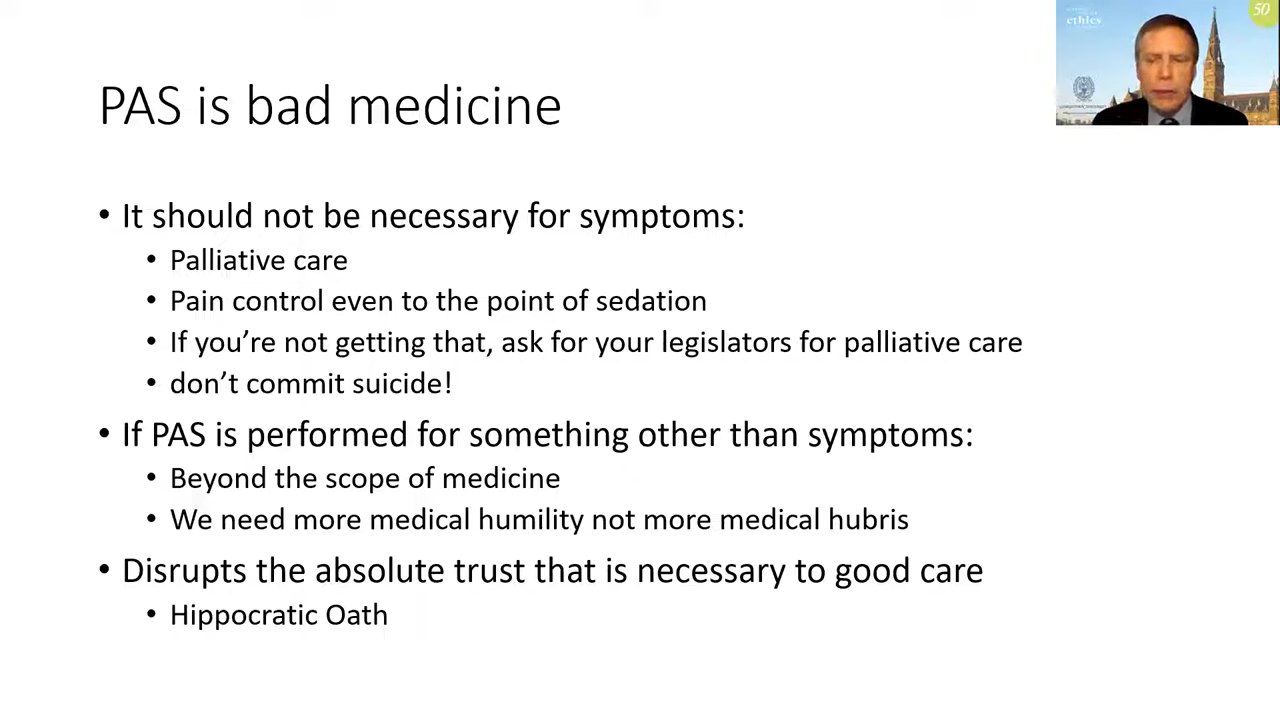 PAS is bad medicine
• It should not be necessary for symptoms:
• Palliative care
• Pain control even to the point of sedation
• If you're not getting that, ask for your legislators for palliative care
• don't commit suicide!
• If PAS is performed for something other than symptoms:
• Beyond the scope of medicine
• We need more medical humility not more medical hubris
• Disrupts the absolute trust that is necessary to good care
• Hippocratic Oath
ethics
50